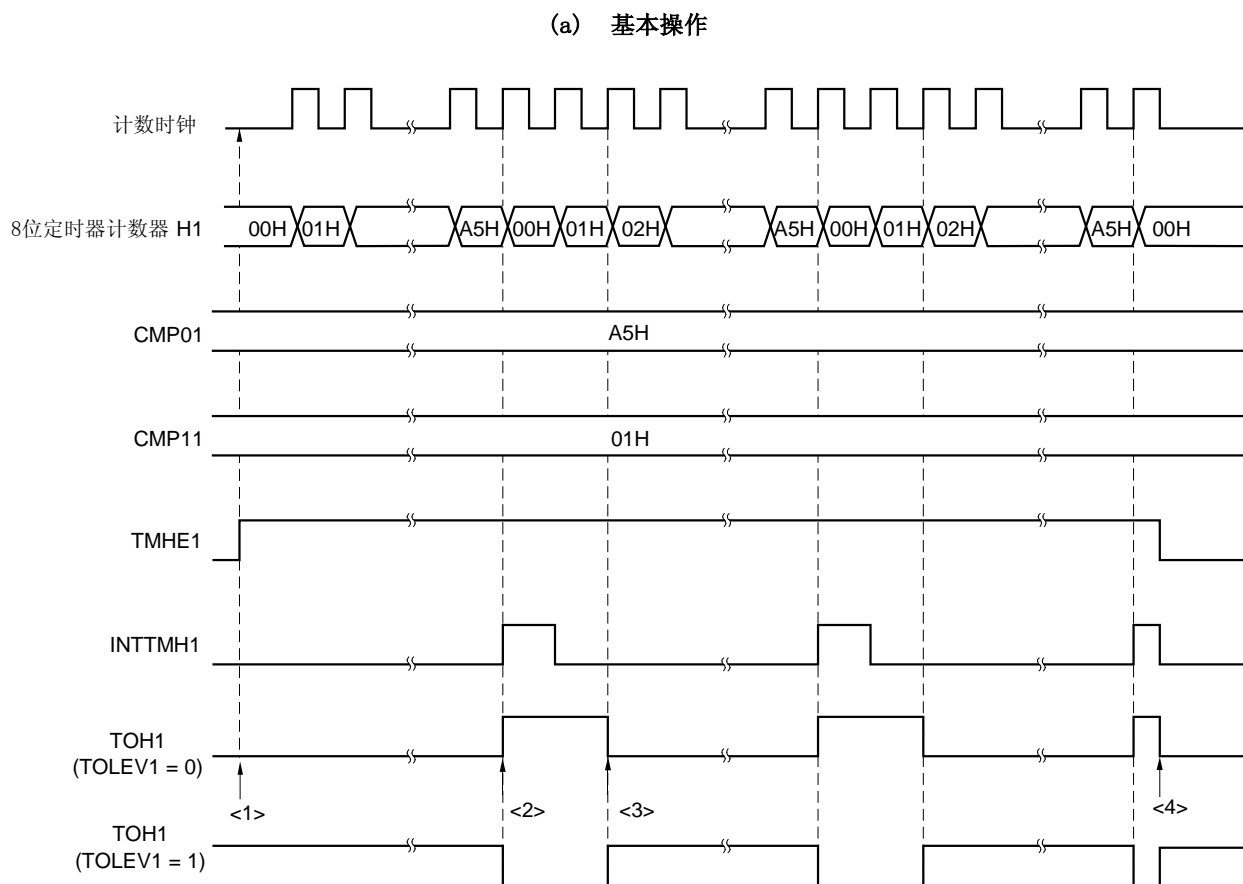 (a) 基本操作
计数时钟
8位定时器计数器 H1
00H 01H A5H 00H 01H 02H A5H 00H 01H 02H A5H 00H
CMP01
A5H
CMP11
01H
TMHE1
INTTMH1
TOH1
(TOLEV1 = 0)
<1> <2> <3> <4>
TOH1
(TOLEV1 = 1)